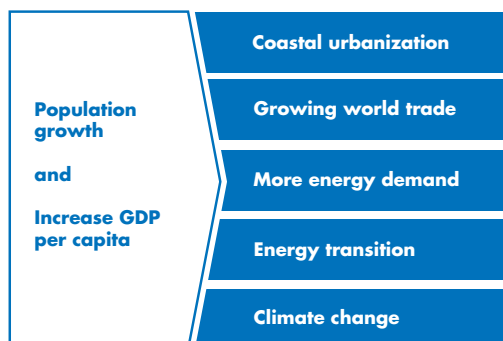 Population
growth
and
Increase GDP
per capita
Coastal urbanization
Growing world trade
More energy demand
Energy transition
Climate change